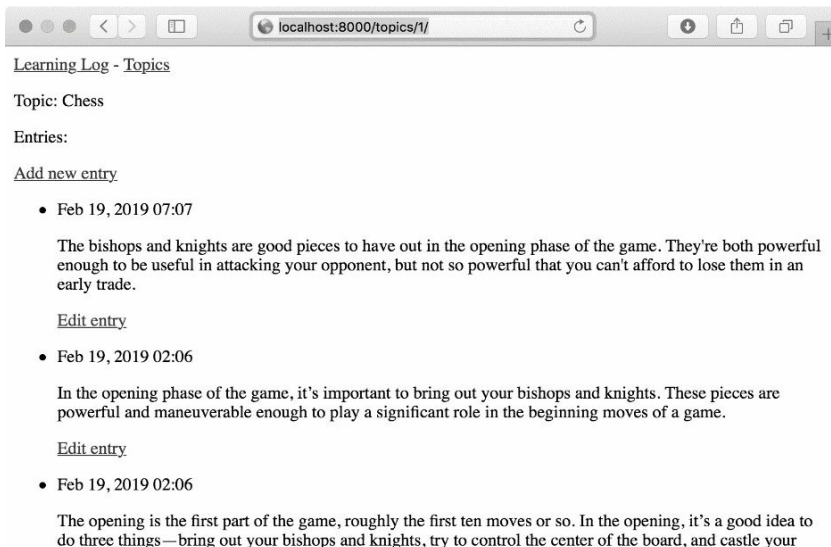 localhost:8000/topics/1/
Learning Log - Topics
Topic: Chess
Entries:
Add new entry
Feb 19, 2019 07:07
The bishops and knights are good pieces to have out in the opening phase of the game. They're both powerful
enough to be useful in attacking your opponent, but not so powerful that you can't afford to lose them in an
early trade.
Edit entry
Feb 19, 2019 02:06
In the opening phase of the game, it’s important to bring out your bishops and knights. These pieces are
powerful and maneuverable enough to play a significant role in the beginning moves of a game.
Edit entry
Feb 19, 2019 02:06
The opening is the first part of the game, roughly the first ten moves or so. In the opening, it’s a good idea to
do three things—bring out your bishops and knights, try to control the center of the board, and castle your